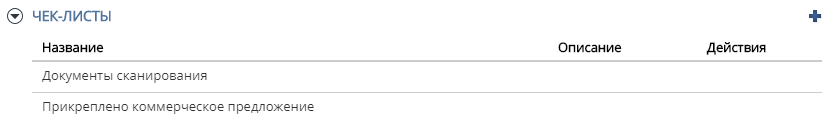 ЧЕК-ЛИСТЫ
Название Описание Действия
Документы сканирования
Прикреплено коммерческое предложение